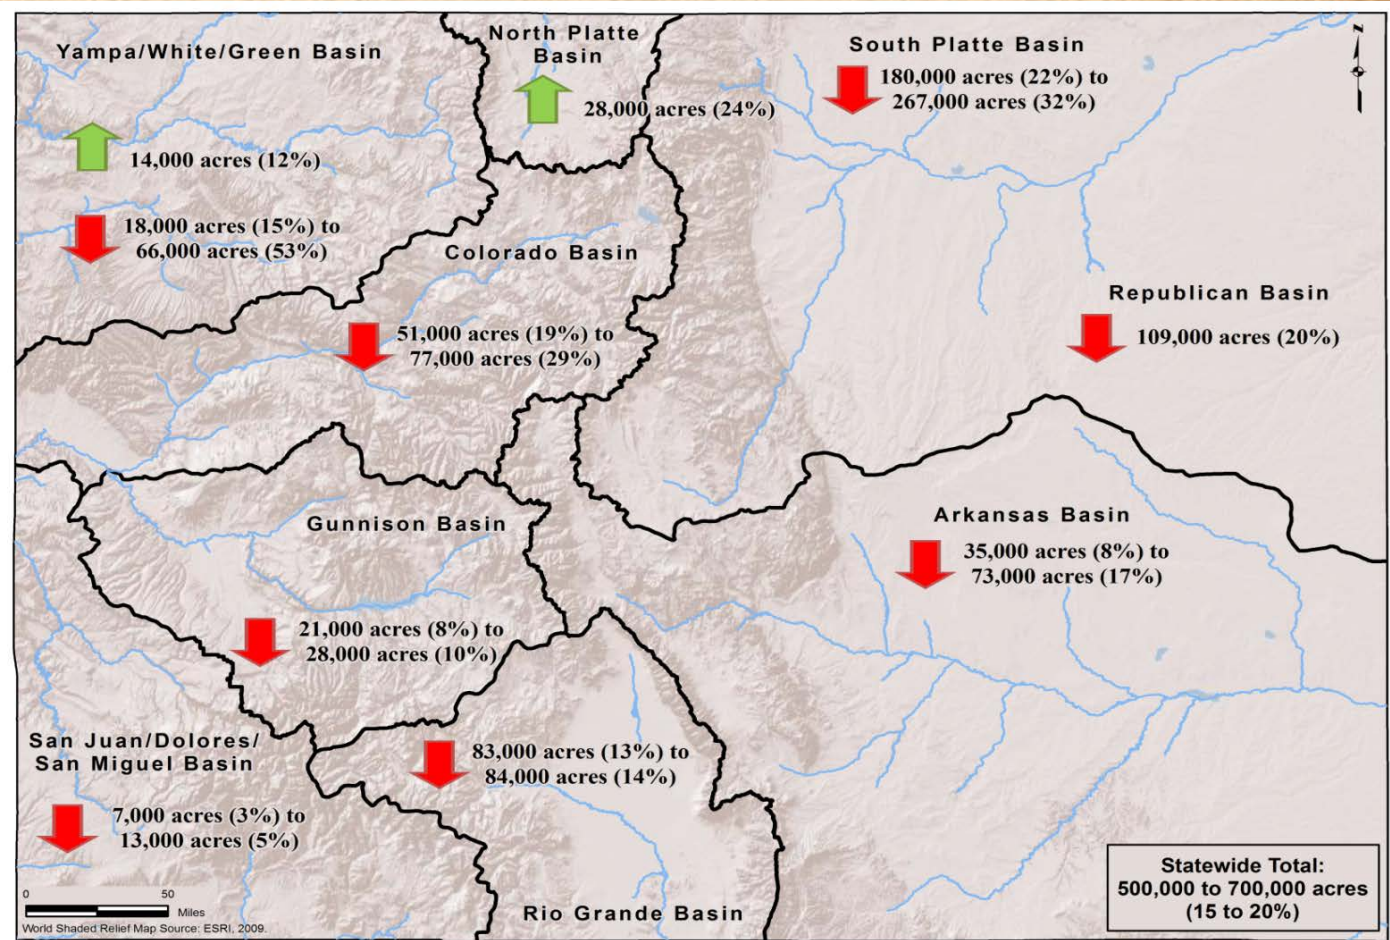 Yampa/White/Green Basin
14,000 acres (12%)
18,000 acres (15%) to
66,000 acres (53%)
North Platte
Basin
28,000 acres (24%)
South Platte Basin
180,000 acres (22%) to
267,000 acres (32%)
N
Colorado Basin
51,000 acres (19%) to
77,000 acres (29%)
Republican Basin
109,000 acres (20%)
Gunnison Basin
21,000 acres (8%) to
28,000 acres (10%)
Arkansas Basin
35,000 acres (8%) to
73,000 acres (17%)
San Juan/Dolores/
San Miguel Basin
7,000 acres (3%) to
13,000 acres (5%)
83,000 acres (13%) to
84,000 acres (14%)
Rio Grande Basin
Statewide Total:
500,000 to 700,000 acres
(15 to 20%)
0 50
Miles
World Shaded Relief Map Source: ESRI, 2009.